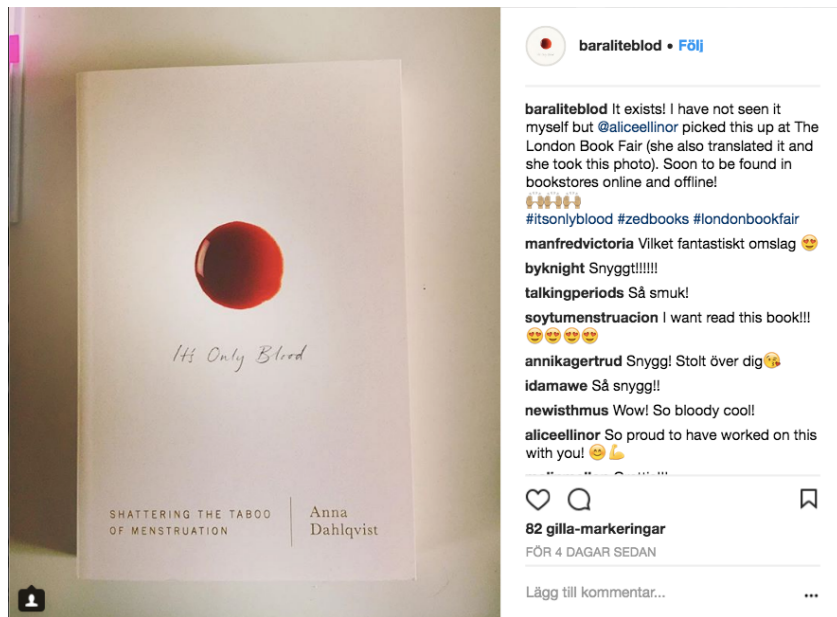 It's Only Blood
SHATTERING THE TABOO
OF MENSTRUATION
Anna
Dahlqvist
baraliteblod • Följ
baraliteblod It exists! I have not seen it
myself but @aliceellinor picked this up at The
London Book Fair (she also translated it and
she took this photo). Soon to be found in
bookstores online and offline!
🙌🏽🙌🏽🙌🏽
#itsonlyblood #zedbooks #londonbookfair
manfredvictoria Vilket fantastiskt omslag 😍
byknight Snyggt!!!!!!
talkingperiods Så smuk!
soytumenstruacion I want read this book!!!
😍😍😍😍
annikagertrud Snygg! Stolt över dig😘
idamawe Så snygg!!
newisthmus Wow! So bloody cool!
aliceellinor So proud to have worked on this
with you! 😊💪
82 gilla-markeringar
FÖR 4 DAGAR SEDAN
Lägg till kommentar...